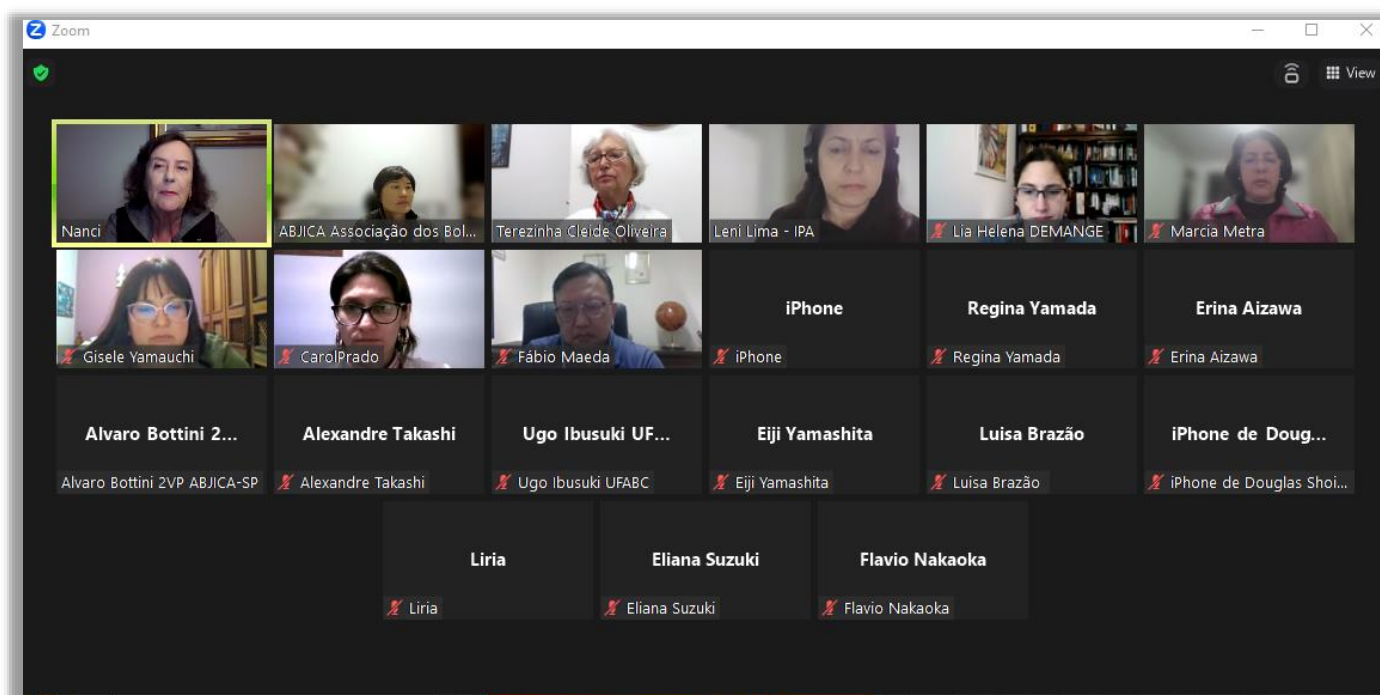 Zoom
View
Nanci
ABJICA Associação dos Bol...
Terezinha Cleide Oliveira
Leni Lima - IPA
Lia Helena DEMANGE
Marcia Metra
Gisele Yamauchi
CarolPrado
Fábio Maeda
iPhone
iPhone
Regina Yamada
Regina Yamada
Erina Aizawa
Erina Aizawa
Alvaro Bottini 2...
Alvaro Bottini 2VP ABJICA-SP
Alexandre Takashi
Alexandre Takashi
Ugo Ibusuki UF...
Ugo Ibusuki UFABC
Eiji Yamashita
Eiji Yamashita
Luisa Brazão
Luisa Brazão
iPhone de Doug...
iPhone de Douglas Shoi...
Liria
Liria
Eliana Suzuki
Eliana Suzuki
Flavio Nakaoka
Flavio Nakaoka